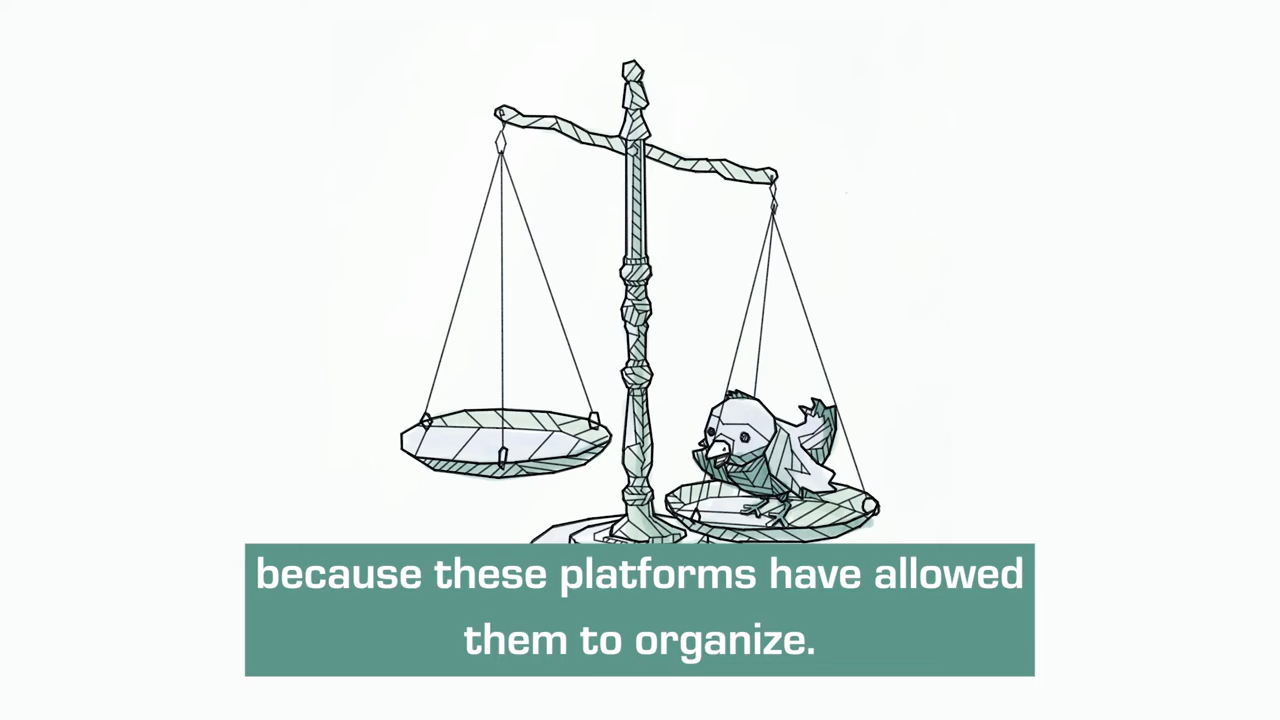 because these platforms have allowed
them to organize.